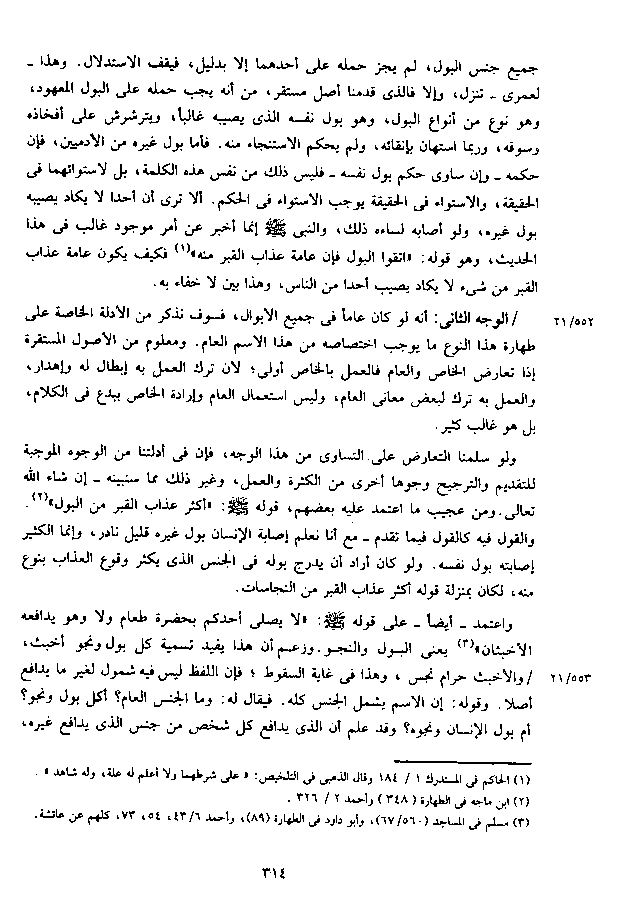 جميع جنس البول، لم يجز حمله على أحدهما إلا بدليل، فيقف الاستدلال. وهذا ـ
لعمرى ـ تنزل، وإلا فالذى قدمنا أصل مستقر، من أنه يجب حمله على البول المعهود،
وهو نوع من أنواع البول، وهو بول نفسه الذى يصيبه غالباً، ويترشرش على أفخاذه
وسوقه، وربما استهان بإنقائه، ولم يحكم الاستنجاء منه. فأما بول غيره من الآدميين، فإن
حكمه ـ وإن ساوى حكم بول نفسه ـ فليس ذلك من نفس هذه الكلمة، بل لاستوائهما فى
الحقيقة، والاستواء فى الحقيقة يوجب الاستواء فى الحكم. ألا ترى أن أحدا لا يكاد يصيبه
بول غيره، ولو أصابه لساءه ذلك، والنبى ﷺ إنما أخبر عن أمر موجود غالب فى هذا
الحديث، وهو قوله: «اتقوا البول فإن عامة عذاب القبر منه»(١) فكيف يكون عامة عذاب
القبر من شىء لا يكاد يصيب أحدا من الناس، وهذا بين لا خفاء به.
٢١/٥٥٢ / الوجه الثانى: أنه لو كان عاماً فى جميع الأبوال، فسوف نذكر من الأدلة الخاصة على
طهارة هذا النوع ما يوجب اختصاصه من هذا الاسم العام. ومعلوم من الأصول المستقرة
إذا تعارض الخاص والعام فالعمل بالخاص أولى؛ لأن ترك العمل به إبطال له وإهدار،
والعمل به ترك لبعض معانى العام، وليس استعمال العام وإرادة الخاص ببدع فى الكلام،
بل هو غالب كثير.
ولو سلمنا التعارض على التساوى من هذا الوجه، فإن فى أدلتنا من الوجوه الموجبة
للتقديم والترجيح وجوها أخرى من الكثرة والعمل، وغير ذلك مما سنبينه ـ إن شاء الله
تعالى. ومن عجيب ما اعتمد عليه بعضهم، قوله ﷺ: «أكثر عذاب القبر من البول»(٢).
والقول فيه كالقول فيما تقدم ـ مع أنا نعلم إصابة الإنسان بول غيره قليل نادر، وإنما الكثير
إصابته بول نفسه. ولو كان أراد أن يدرج بوله فى الجنس الذى يكثر وقوع العذاب بنوع
منه، لكان بمنزلة قوله أكثر عذاب القبر من النجاسات.
واعتمد ـ أيضاً ـ على قوله ﷺ: «لا يصلى أحدكم بحضرة طعام ولا وهو يدافعه
الأخبثان»(٣) يعنى البول والنجو. وزعم أن هذا يفيد تسمية كل بول ونجو أخبث،
٢١/٥٥٣ / والأخبث حرام نجس، وهذا فى غاية السقوط؛ فإن اللفظ ليس فيه شمول لغير ما يدافع
أصلا. وقوله: إن الاسم يشمل الجنس كله. فيقال له: وما الجنس العام؟ أكل بول ونجو؟
أم بول الإنسان ونجوه؟ وقد علم أن الذى يدافع كل شخص من جنس الذى يدافع غيره،
(١) الحاكم فى المستدرك ١ / ١٨٤ وقال الذهبى فى التلخيص: « على شرطهما ولا أعلم له علة، وله شاهد » .
(٢) ابن ماجه فى الطهارة ( ٣٤٨ ) وأحمد ٢ / ٣٢٦ .
(٣) مسلم فى المساجد (٥٦٠/ ٦٧)، وأبو داود فى الطهارة (٨٩)، وأحمد ٦/ ٤٣، ٥٤، ٧٣، كلهم عن عائشة.
٣١٤